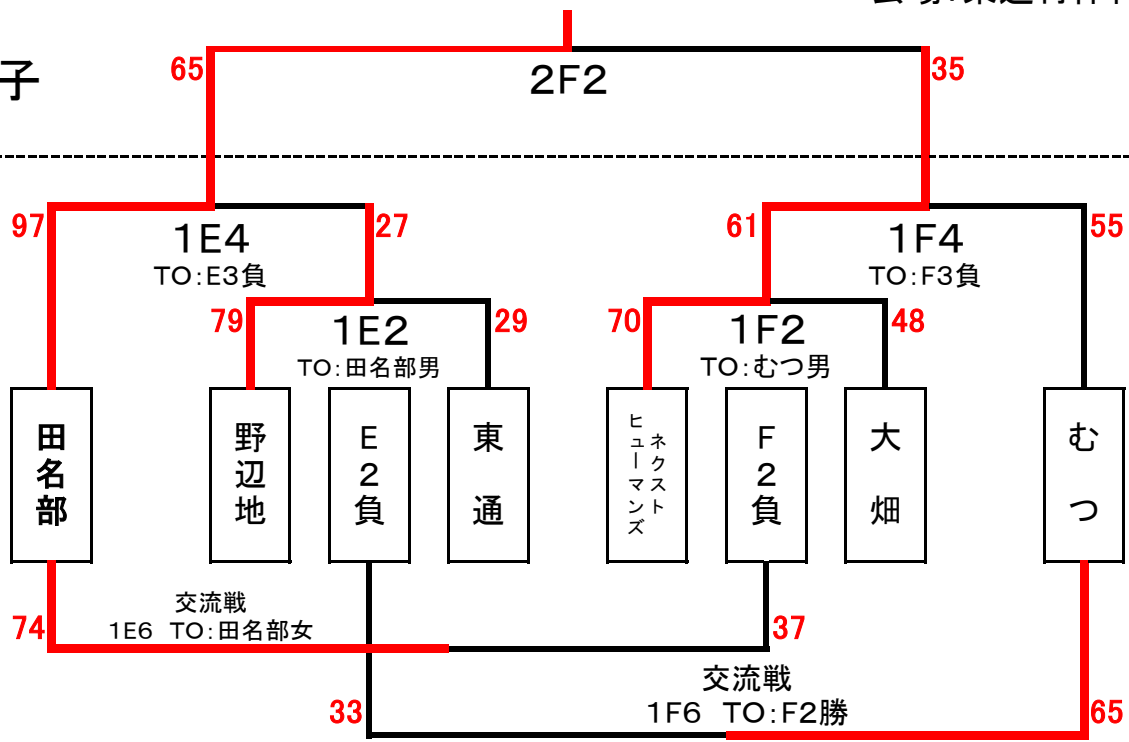 65
2F2
35
子
97
1E4
TO:E3負
27
61
1F4
TO:F3負
55
79
1E2
TO:田名部男
29
70
1F2
TO:むつ男
48
田名部
野辺地
E2負
東通
ネクスト
ヒューマンズ
F2負
大畑
むつ
74
交流戦
1E6 TO:田名部女
37
33
交流戦
1F6 TO:F2勝
65